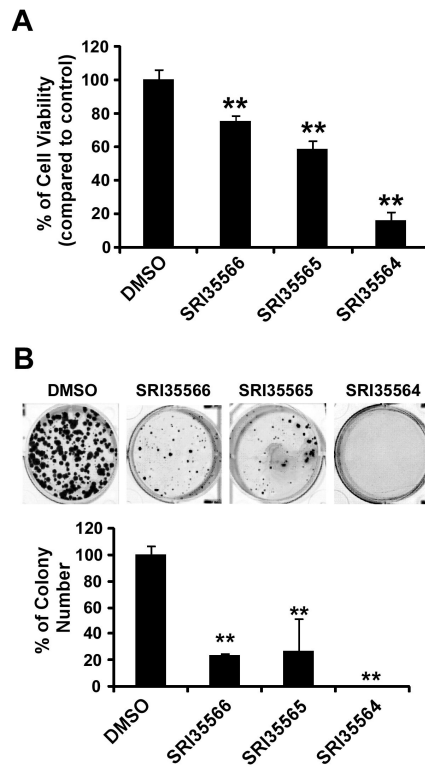 A
% of Cell Viability
(compared to control)
120
100
80
60
40
20
0
**
**
**
DMSO
SRI35566
SRI35565
SRI35564
B
DMSO
SRI35566
SRI35565
SRI35564
% of Colony
Number
120
100
80
60
40
20
0
**
**
**
DMSO
SRI35566
SRI35565
SRI35564